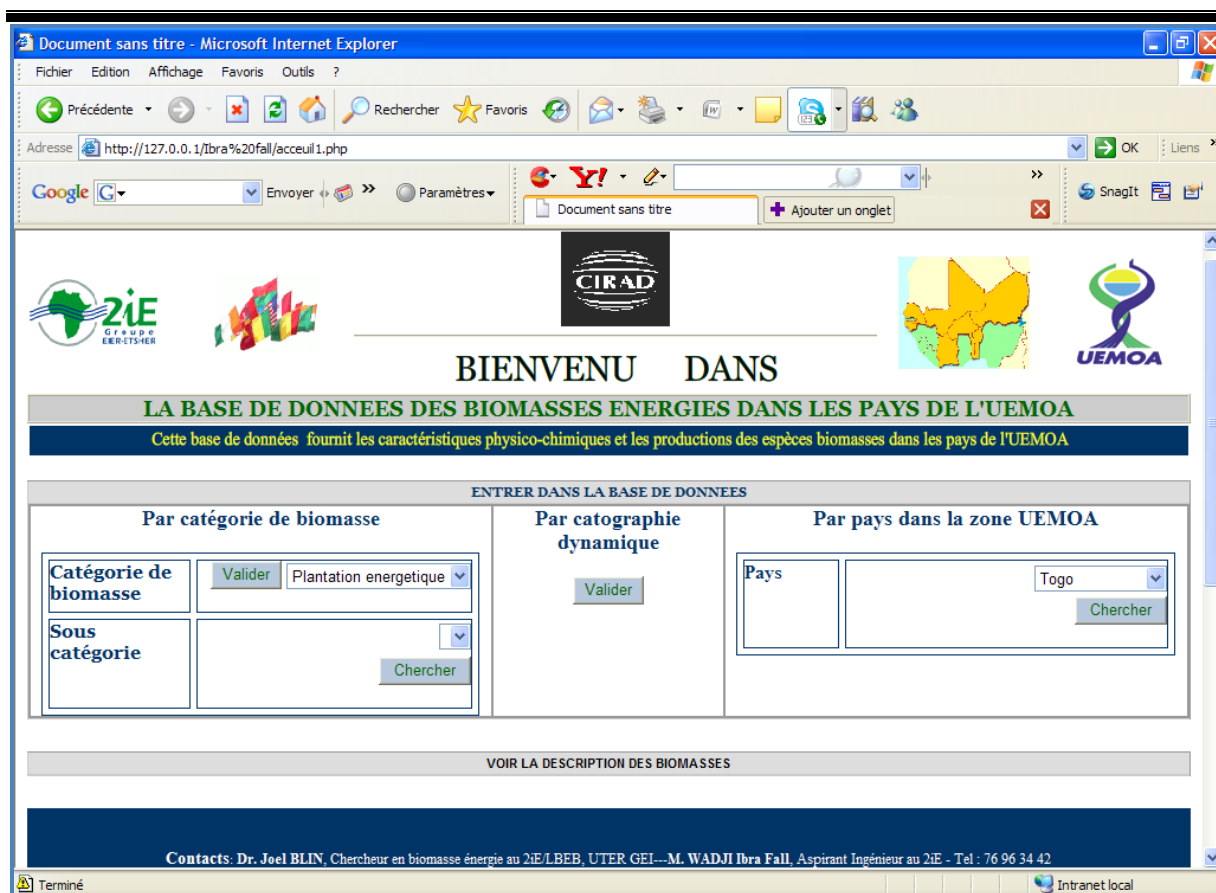 Document sans titre - Microsoft Internet Explorer
Fichier Edition Affichage Favoris Outils ?
Précédente Rechercher Favoris
Adresse http://127.0.0.1/Ibra%20fall/acceuil1.php OK Liens »
Google G Envoyer » Paramètres Y! »  SnagIt
Document sans titre Ajouter un onglet
2iE
Groupe
EIER-ETSHER
CIRAD
UEMOA
BIENVENU DANS
LA BASE DE DONNEES DES BIOMASSES ENERGIES DANS LES PAYS DE L'UEMOA
Cette base de données fournit les caractéristiques physico-chimiques et les productions des espèces biomasses dans les pays de l'UEMOA
ENTRER DANS LA BASE DE DONNEES
Par catégorie de biomasse
Catégorie de biomasse Valider Plantation energetique
Sous catégorie
Chercher
Par catographie
dynamique
Valider
Par pays dans la zone UEMOA
Pays Togo
Chercher
VOIR LA DESCRIPTION DES BIOMASSES
Contacts: Dr. Joel BLIN, Chercheur en biomasse énergie au 2iE/LBEB, UTER GEI---M. WADJI Ibra Fall, Aspirant Ingénieur au 2iE - Tel : 76 96 34 42
Terminé Intranet local